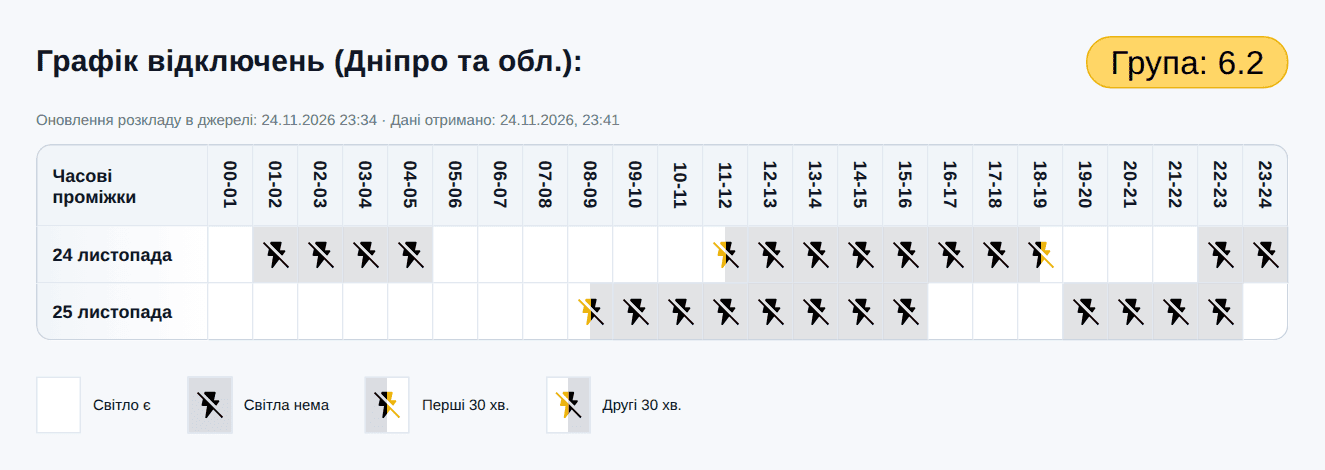 Графік відключень (Дніпро та обл.):
Група: 6.2
Оновлення розкладу в джерелі: 24.11.2026 23:34 · Дані отримано: 24.11.2026, 23:41
Часові
проміжки
00-01
01-02
02-03
03-04
04-05
05-06
06-07
07-08
08-09
09-10
10-11
11-12
12-13
13-14
14-15
15-16
16-17
17-18
18-19
19-20
20-21
21-22
22-23
23-24
24 листопада
25 листопада
Світло є
Світла нема
Перші 30 хв.
Другі 30 хв.